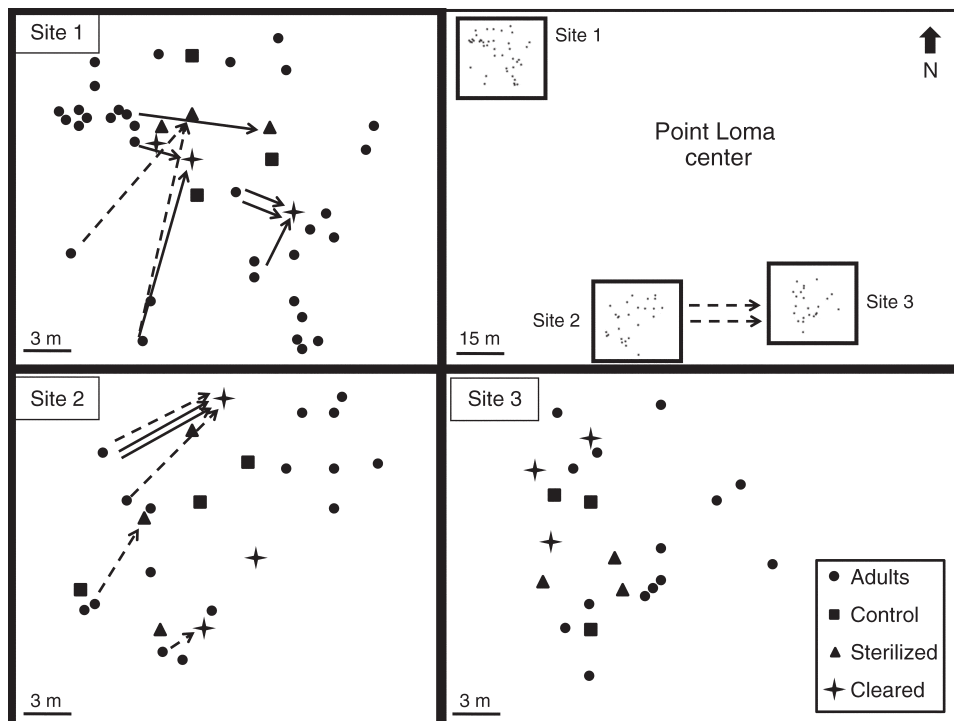 Site 1
3 m
Site 1
N
Point Loma
center
Site 2
Site 3
15 m
Site 2
3 m
Site 3
3 m
Adults
Control
Sterilized
Cleared